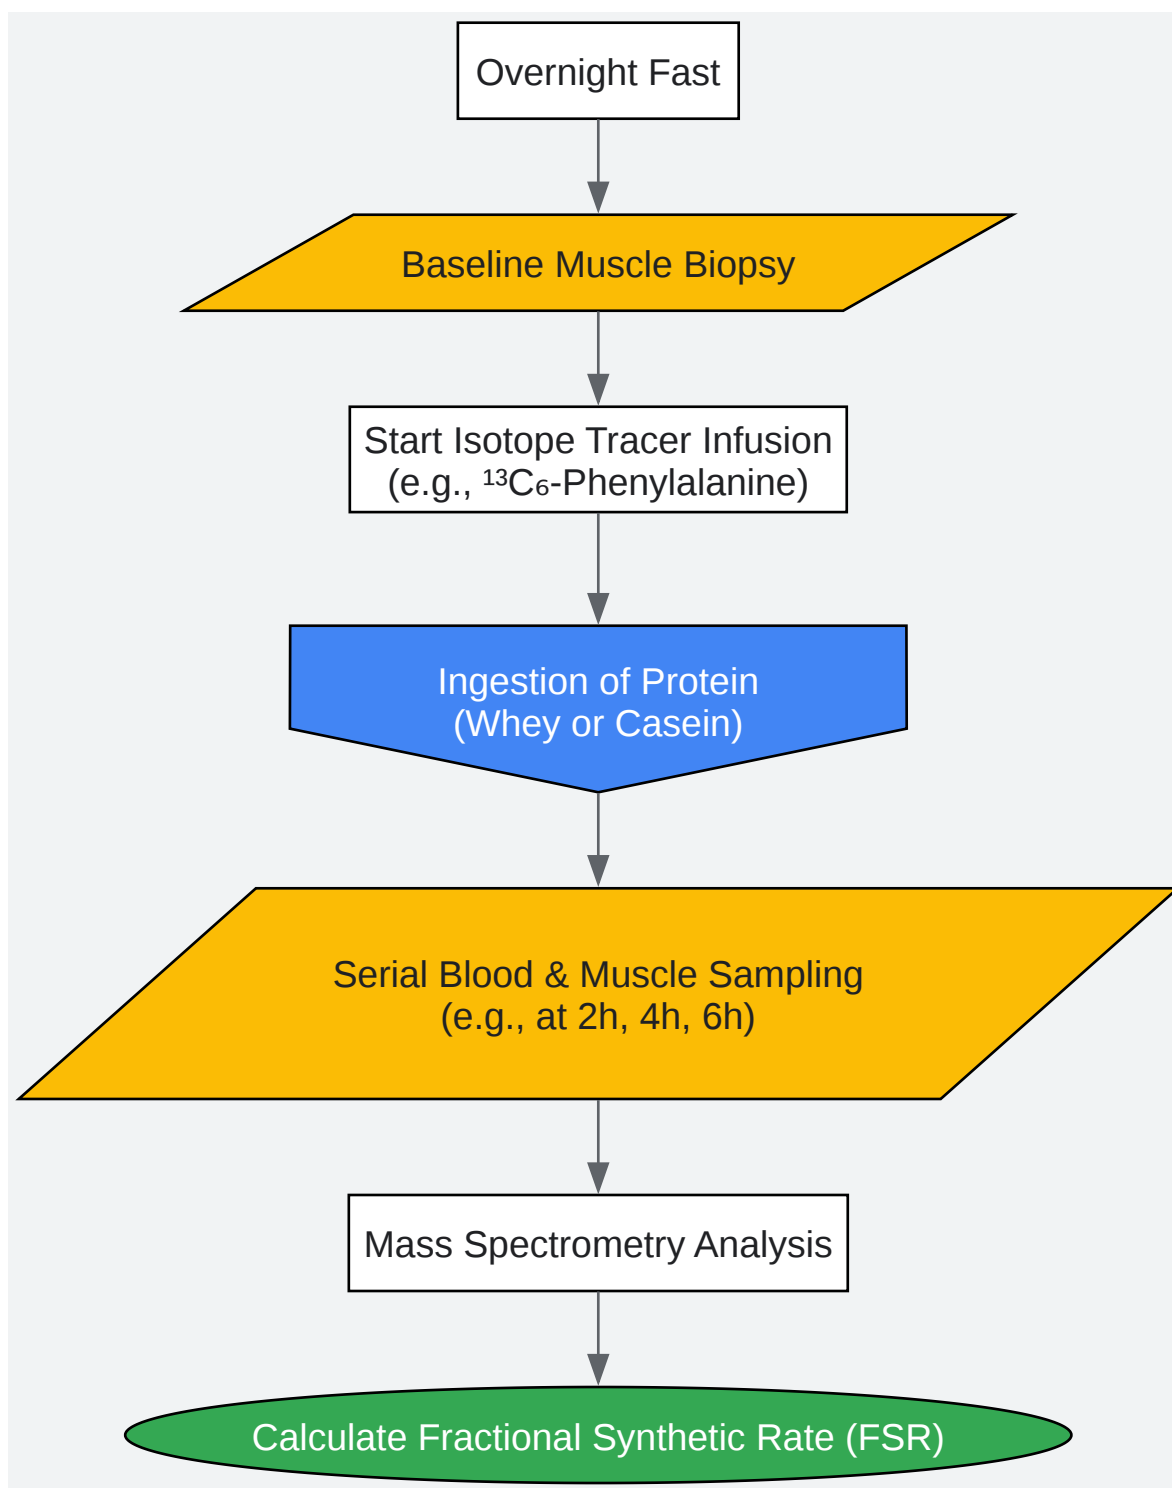 Overnight Fast
Baseline Muscle Biopsy
Start Isotope Tracer Infusion
(e.g., ¹³C₆-Phenylalanine)
Ingestion of Protein
(Whey or Casein)
Serial Blood & Muscle Sampling
(e.g., at 2h, 4h, 6h)
Mass Spectrometry Analysis
Calculate Fractional Synthetic Rate (FSR)